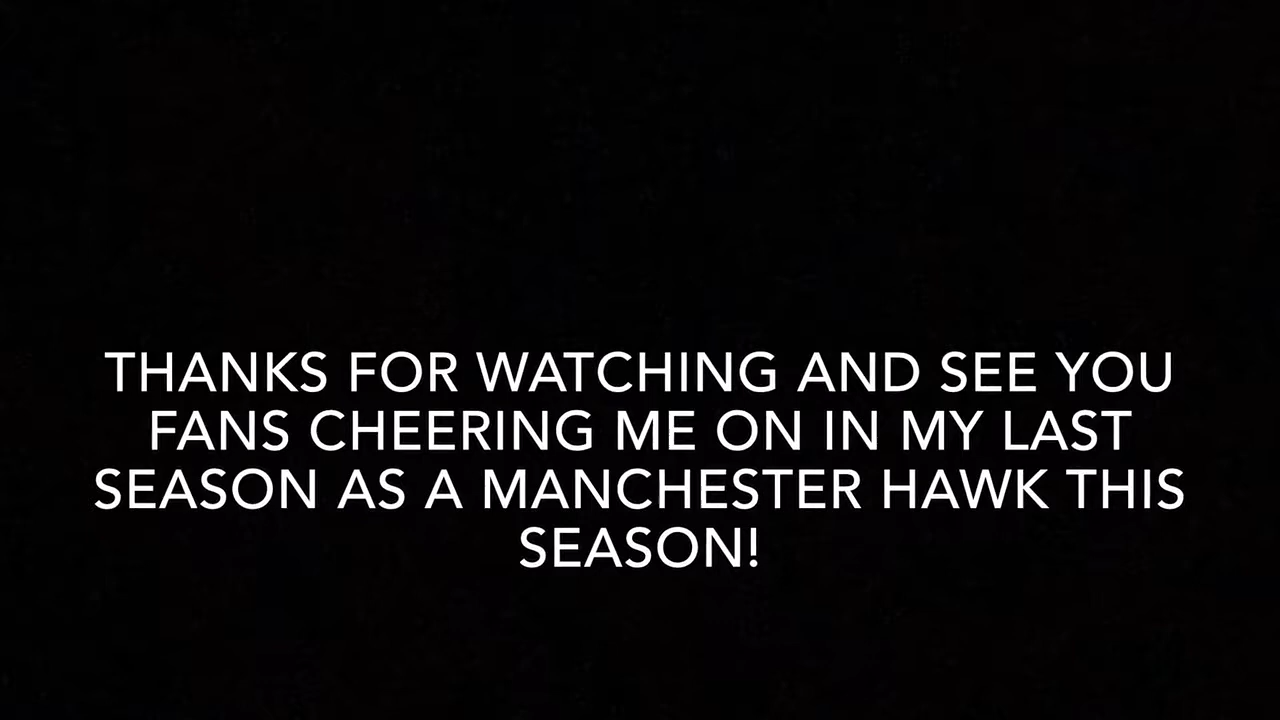 THANKS FOR WATCHING AND SEE YOU
FANS CHEERING ME ON IN MY LAST
SEASON AS A MANCHESTER HAWK THIS
SEASON!